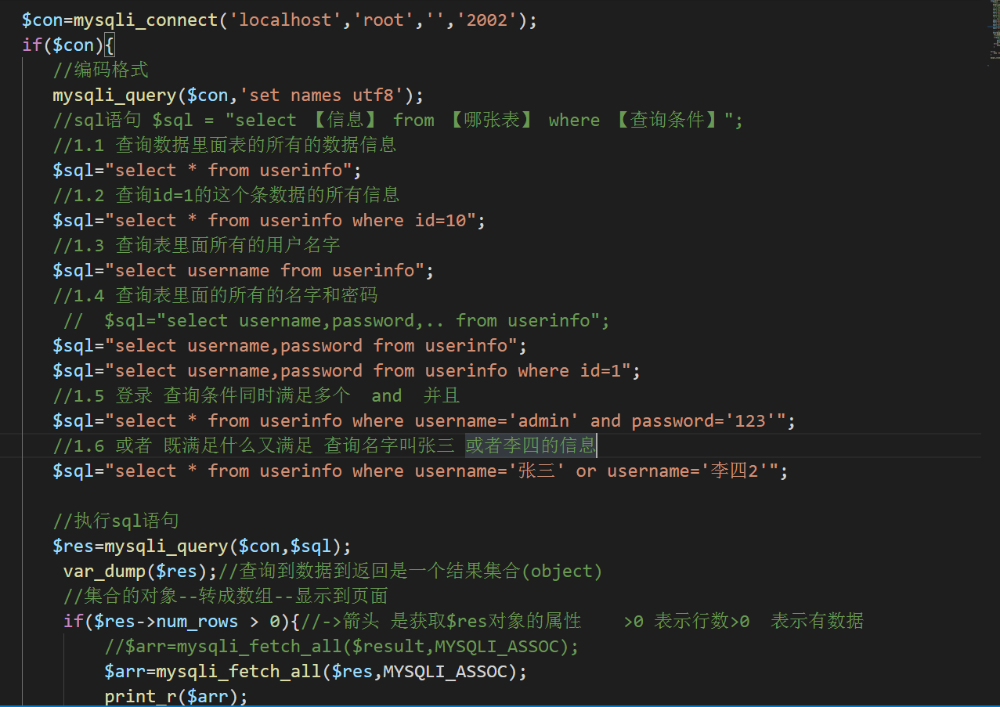 $con=mysqli_connect('localhost','root','','2002');
if($con){
//编码格式
mysqli_query($con,'set names utf8');
//sql语句 $sql = "select 【信息】 from 【哪张表】 where 【查询条件】";
//1.1 查询数据里面表的所有的数据信息
$sql="select * from userinfo";
//1.2 查询id=1的这个条数据的所有信息
$sql="select * from userinfo where id=10";
//1.3 查询表里面所有的用户名字
$sql="select username from userinfo";
//1.4 查询表里面的所有的名字和密码
//  $sql="select username,password,.. from userinfo";
$sql="select username,password from userinfo";
$sql="select username,password from userinfo where id=1";
//1.5 登录 查询条件同时满足多个  and  并且
$sql="select * from userinfo where username='admin' and password='123'";
//1.6 或者 既满足什么又满足 查询名字叫张三 或者李四的信息
$sql="select * from userinfo where username='张三' or username='李四2'";
//执行sql语句
$res=mysqli_query($con,$sql);
var_dump($res);//查询到数据到返回是一个结果集合(object)
//集合的对象--转成数组--显示到页面
if($res->num_rows > 0){//->箭头 是获取$res对象的属性    >0 表示行数>0  表示有数据
//$arr=mysqli_fetch_all($result,MYSQLI_ASSOC);
$arr=mysqli_fetch_all($res,MYSQLI_ASSOC);
print_r($arr);